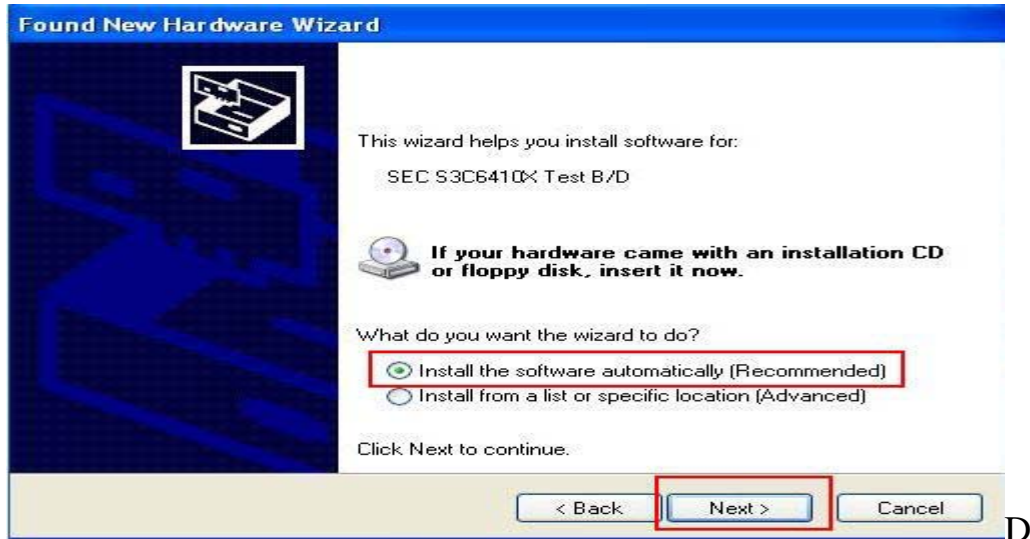 Found New Hardware Wizard
This wizard helps you install software for:
SEC S3C6410X Test B/D
If your hardware came with an installation CD
or floppy disk, insert it now.
What do you want the wizard to do?
Install the software automatically (Recommended)
Install from a list or specific location (Advanced)
Click Next to continue.
< Back Next > Cancel
D